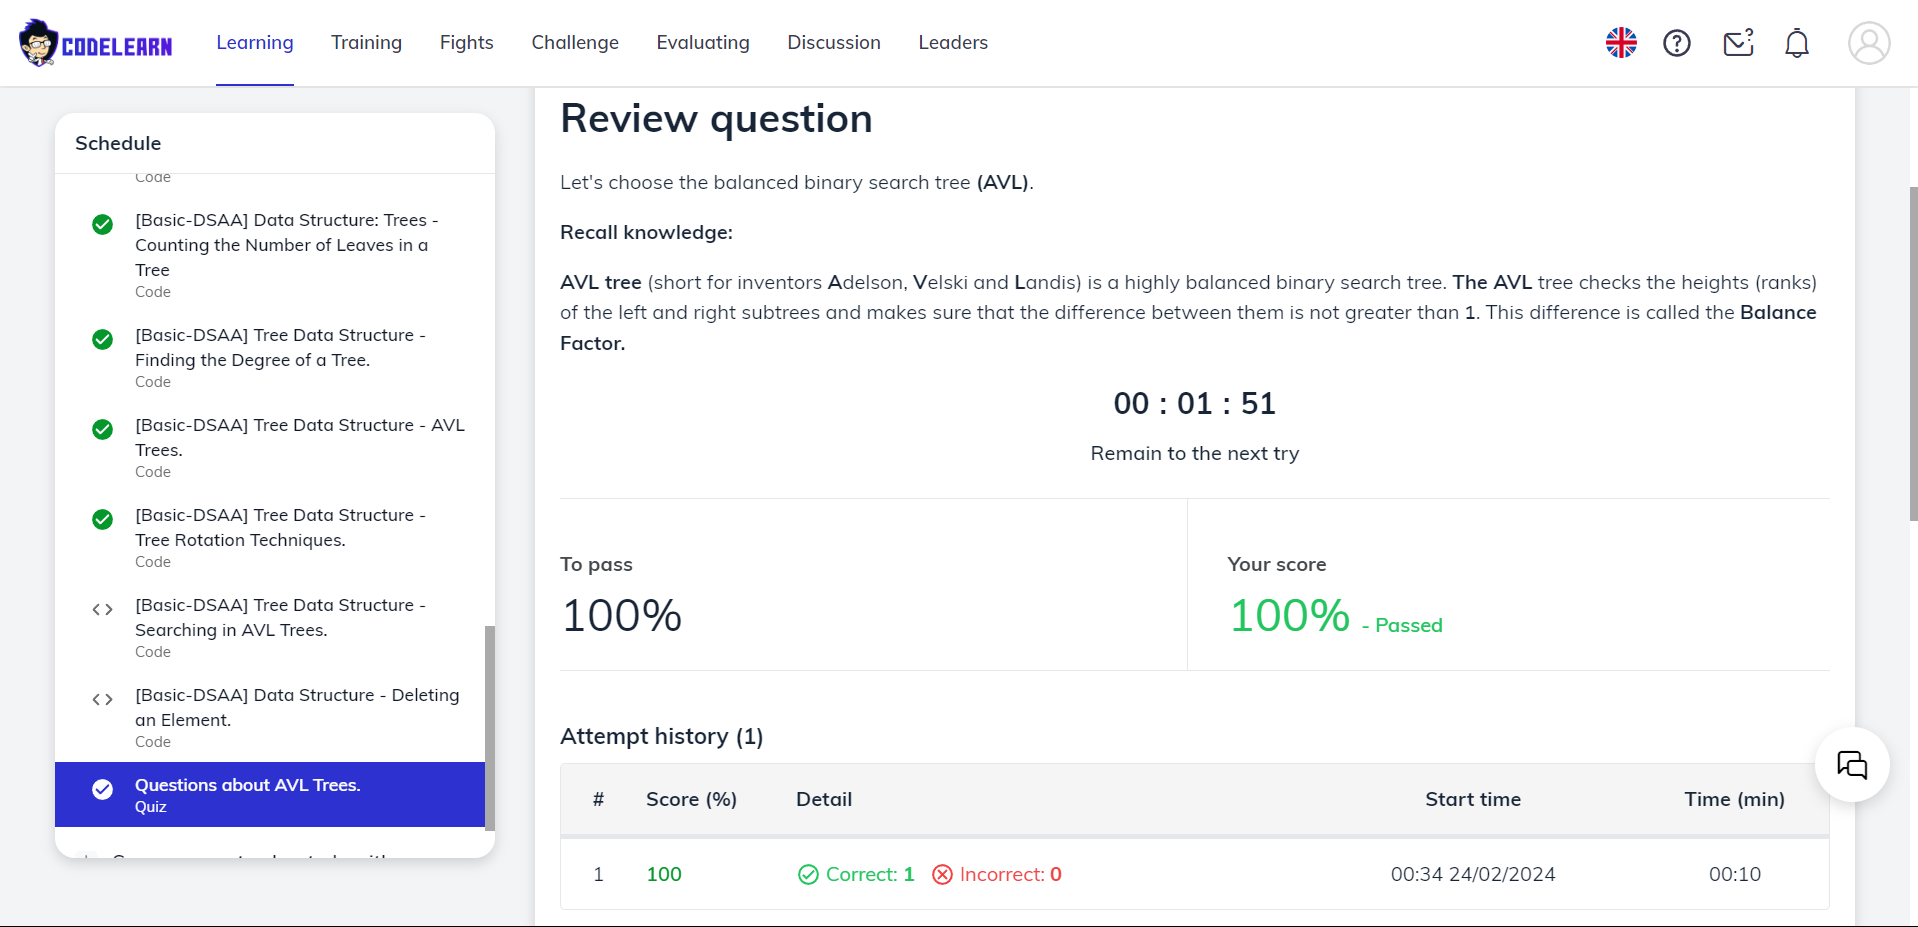 CODELEARN
Learning
Training
Fights
Challenge
Evaluating
Discussion
Leaders
Schedule
Code
[Basic-DSAA] Data Structure: Trees -
Counting the Number of Leaves in a
Tree
Code
[Basic-DSAA] Tree Data Structure -
Finding the Degree of a Tree.
Code
[Basic-DSAA] Tree Data Structure - AVL
Trees.
Code
[Basic-DSAA] Tree Data Structure -
Tree Rotation Techniques.
Code
[Basic-DSAA] Tree Data Structure -
Searching in AVL Trees.
Code
[Basic-DSAA] Data Structure - Deleting
an Element.
Code
Questions about AVL Trees.
Quiz
Review question
Let's choose the balanced binary search tree (AVL).
Recall knowledge:
AVL tree (short for inventors Adelson, Velski and Landis) is a highly balanced binary search tree. The AVL tree checks the heights (ranks)
of the left and right subtrees and makes sure that the difference between them is not greater than 1. This difference is called the Balance
Factor.
00 : 01 : 51
Remain to the next try
To pass
100%
Your score
100% - Passed
Attempt history (1)
# Score (%) Detail Start time Time (min)
1 100 Correct: 1 Incorrect: 0 00:34 24/02/2024 00:10